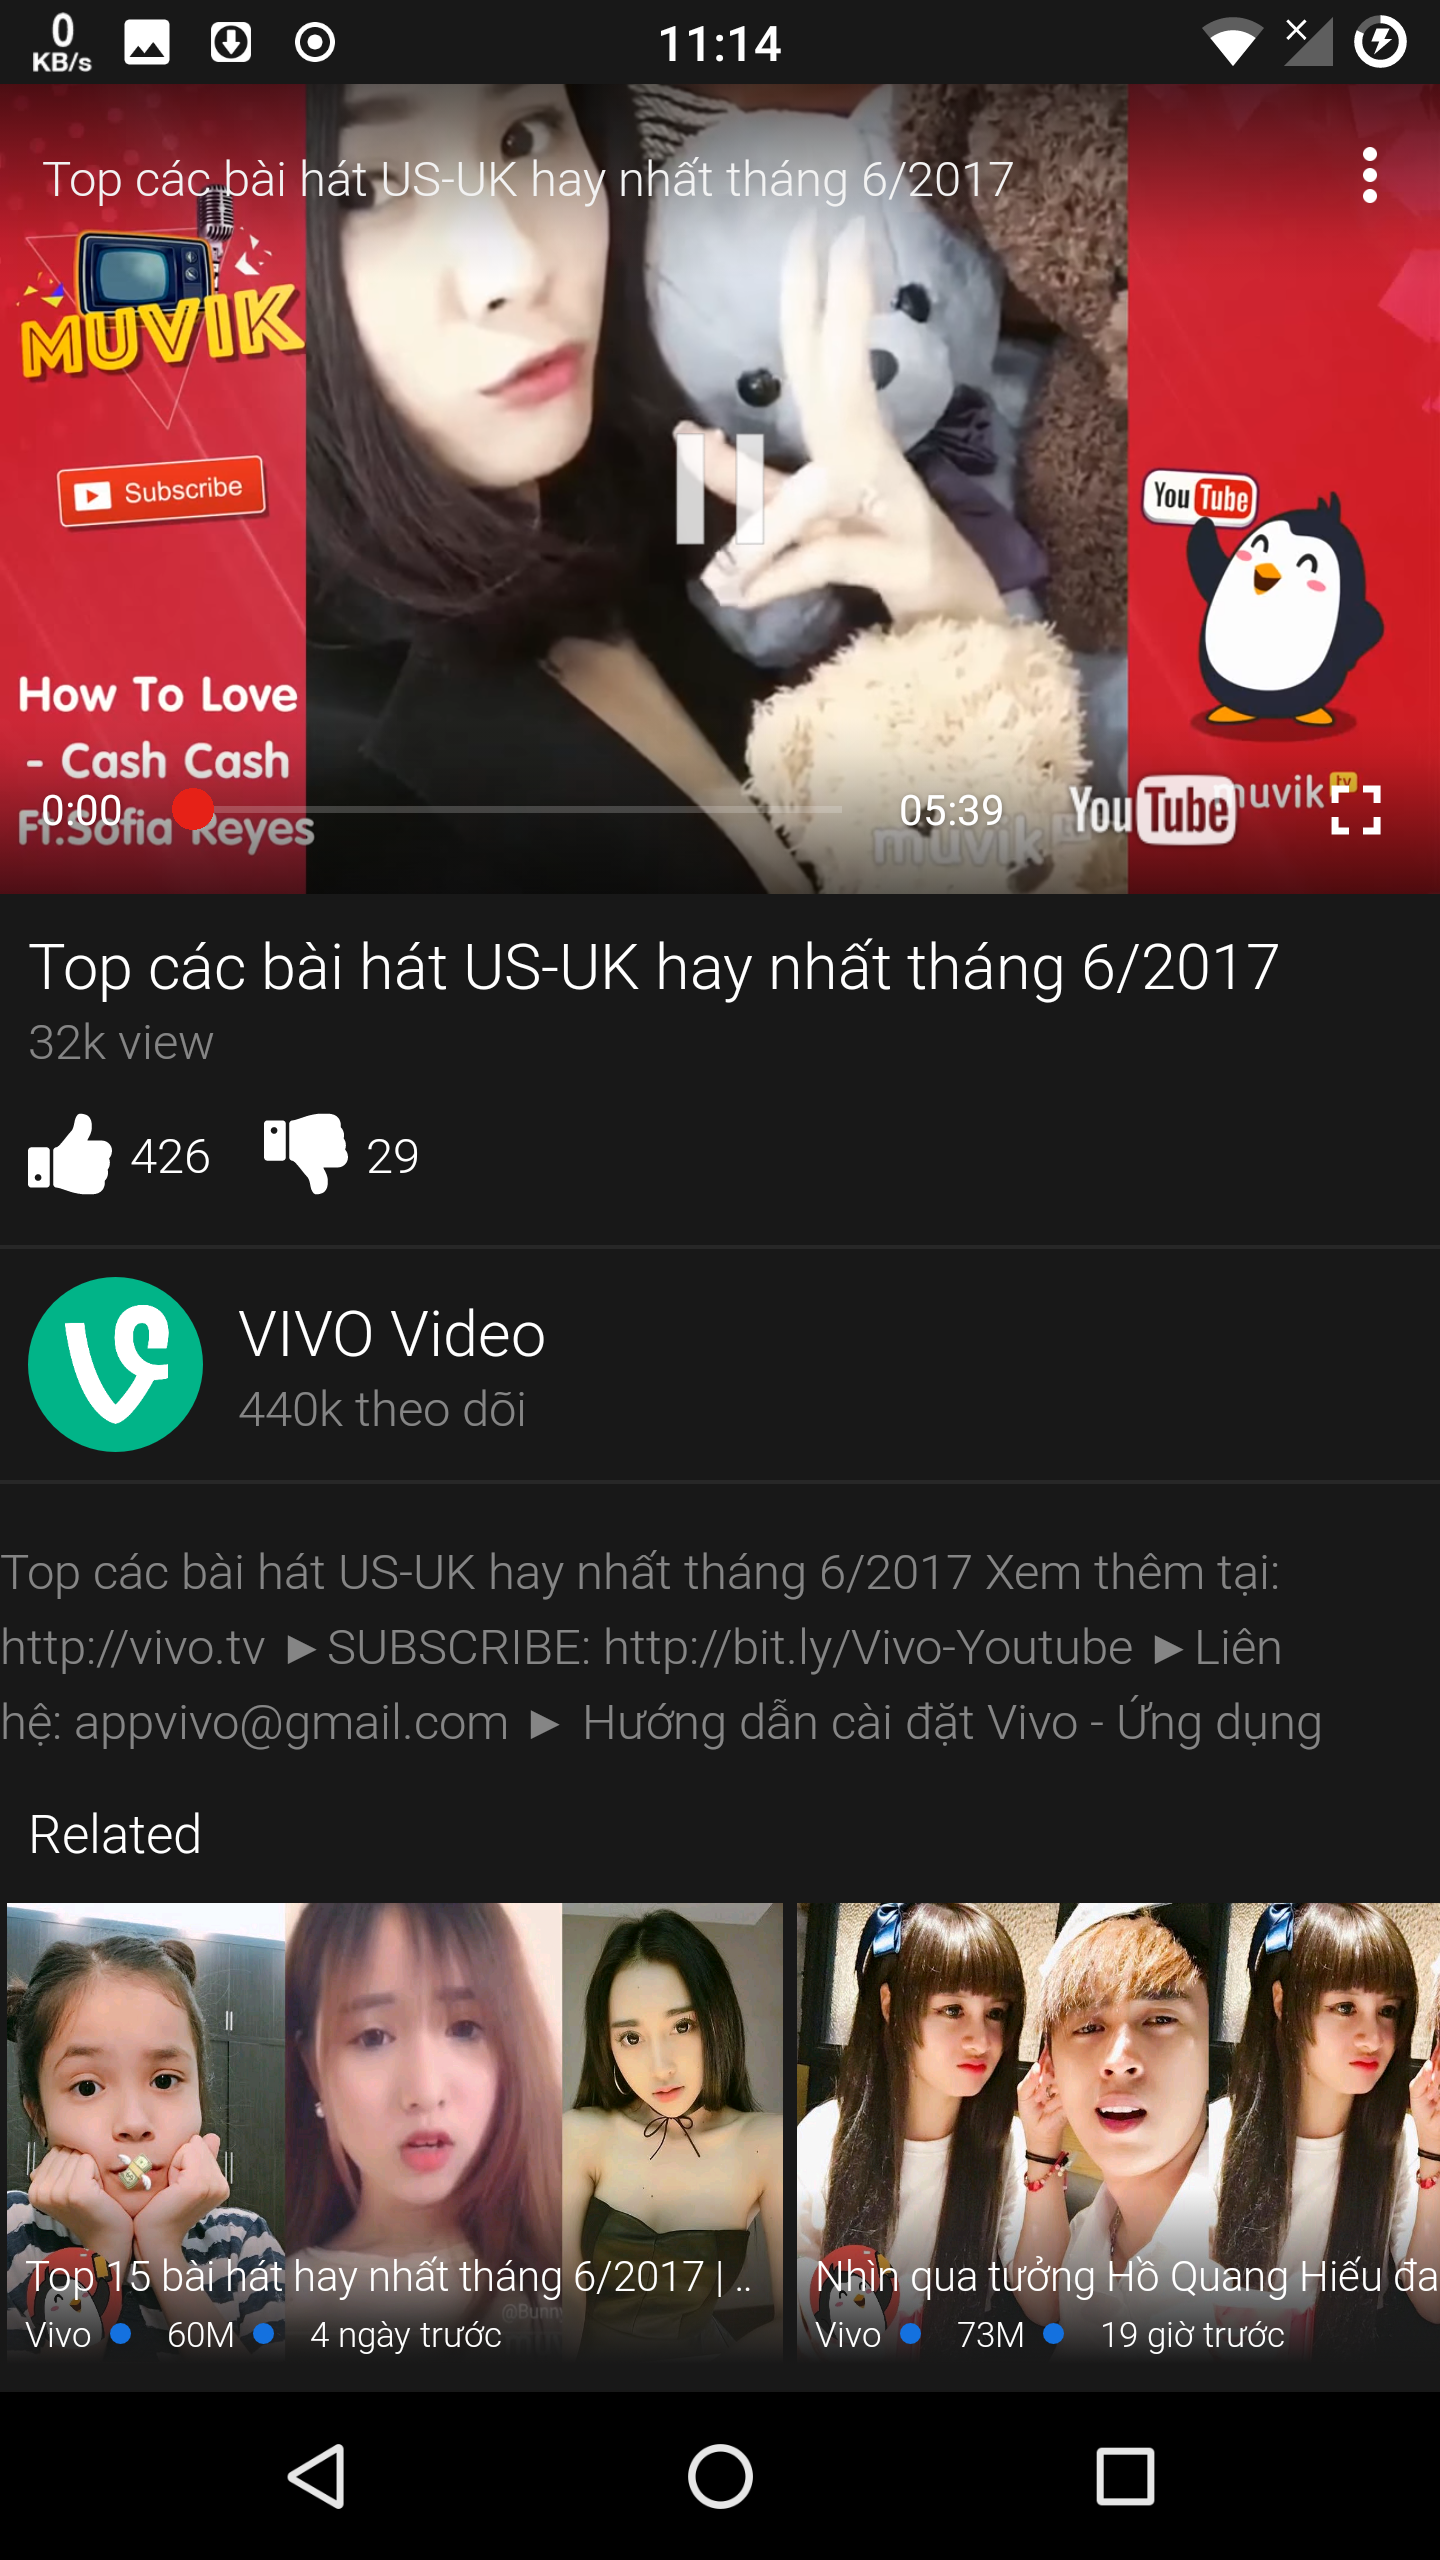 0
KB/s
11:14
Top các bài hát US-UK hay nhất tháng 6/2017
MUVIK
Subscribe
You Tube
How To Love
- Cash Cash
Ft.Sofia Reyes
0:00
05:39
muvik
YouTube
muvik tv
Top các bài hát US-UK hay nhất tháng 6/2017
32k view
426
29
VIVO Video
440k theo dõi
Top các bài hát US-UK hay nhất tháng 6/2017 Xem thêm tại:
http://vivo.tv ►SUBSCRIBE: http://bit.ly/Vivo-Youtube ►Liên
hệ: appvivo@gmail.com ► Hướng dẫn cài đặt Vivo - Ứng dụng
Related
Top 15 bài hát hay nhất tháng 6/2017 | ..
@Bunny
Vivo 60M 4 ngày trước
Nhìn qua tưởng Hồ Quang Hiếu đa
Vivo 73M 19 giờ trước